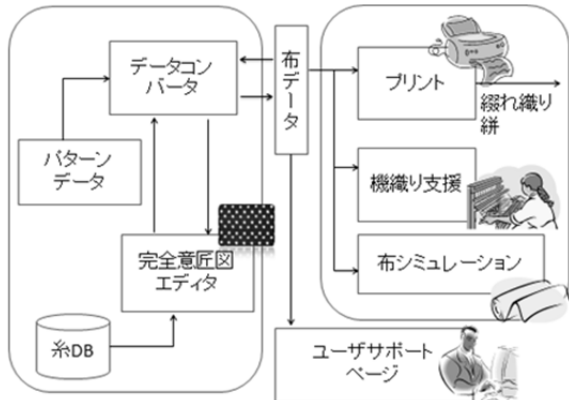 データコン
バータ
布データ
プリント
綴れ織り
絣
パターン
データ
機織り支援
完全意匠図
エディタ
布シミュレーション
糸DB
ユーザサポート
ページ